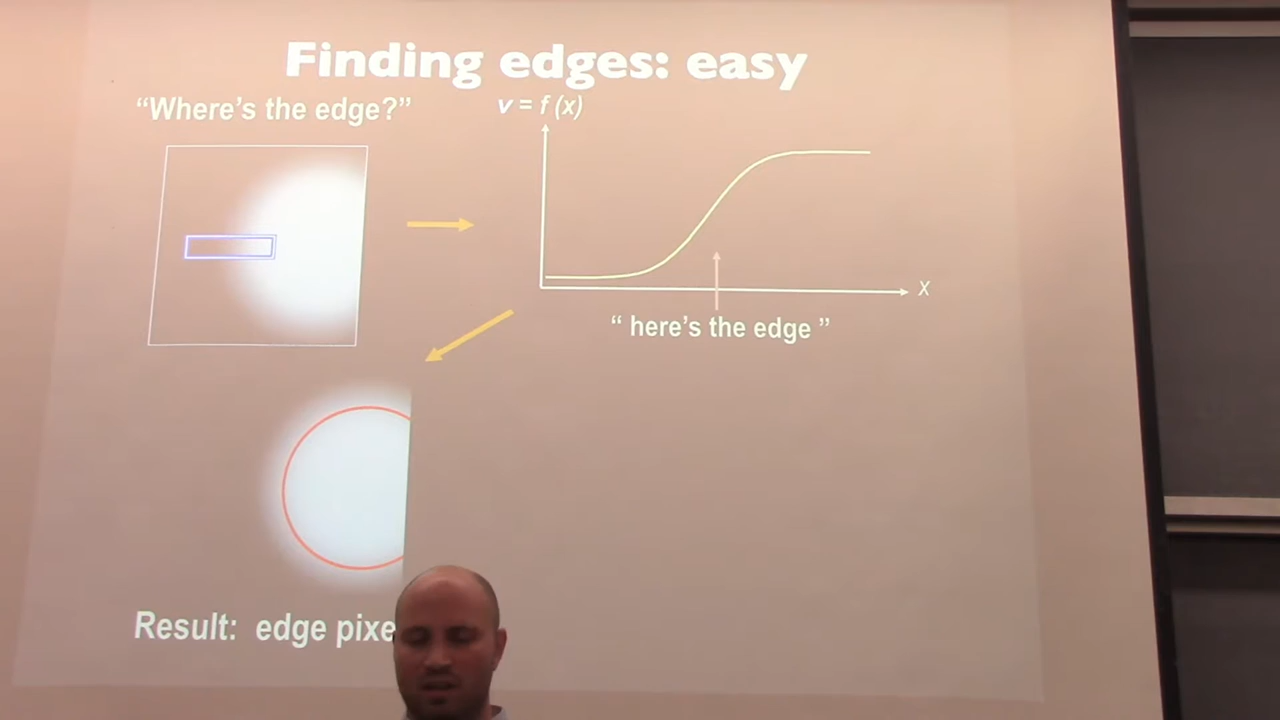 Finding edges: easy
“Where’s the edge?”
v = f (x)
x
“ here’s the edge ”
Result: edge pixe